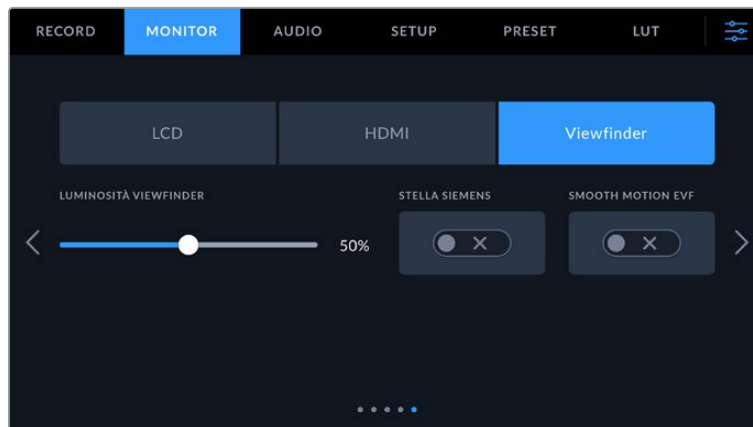 RECORD MONITOR AUDIO SETUP PRESET LUT
LCD HDMI Viewfinder
LUMINOSITÀ VIEWFINDER STELLA SIEMENS SMOOTH MOTION EVF
50%